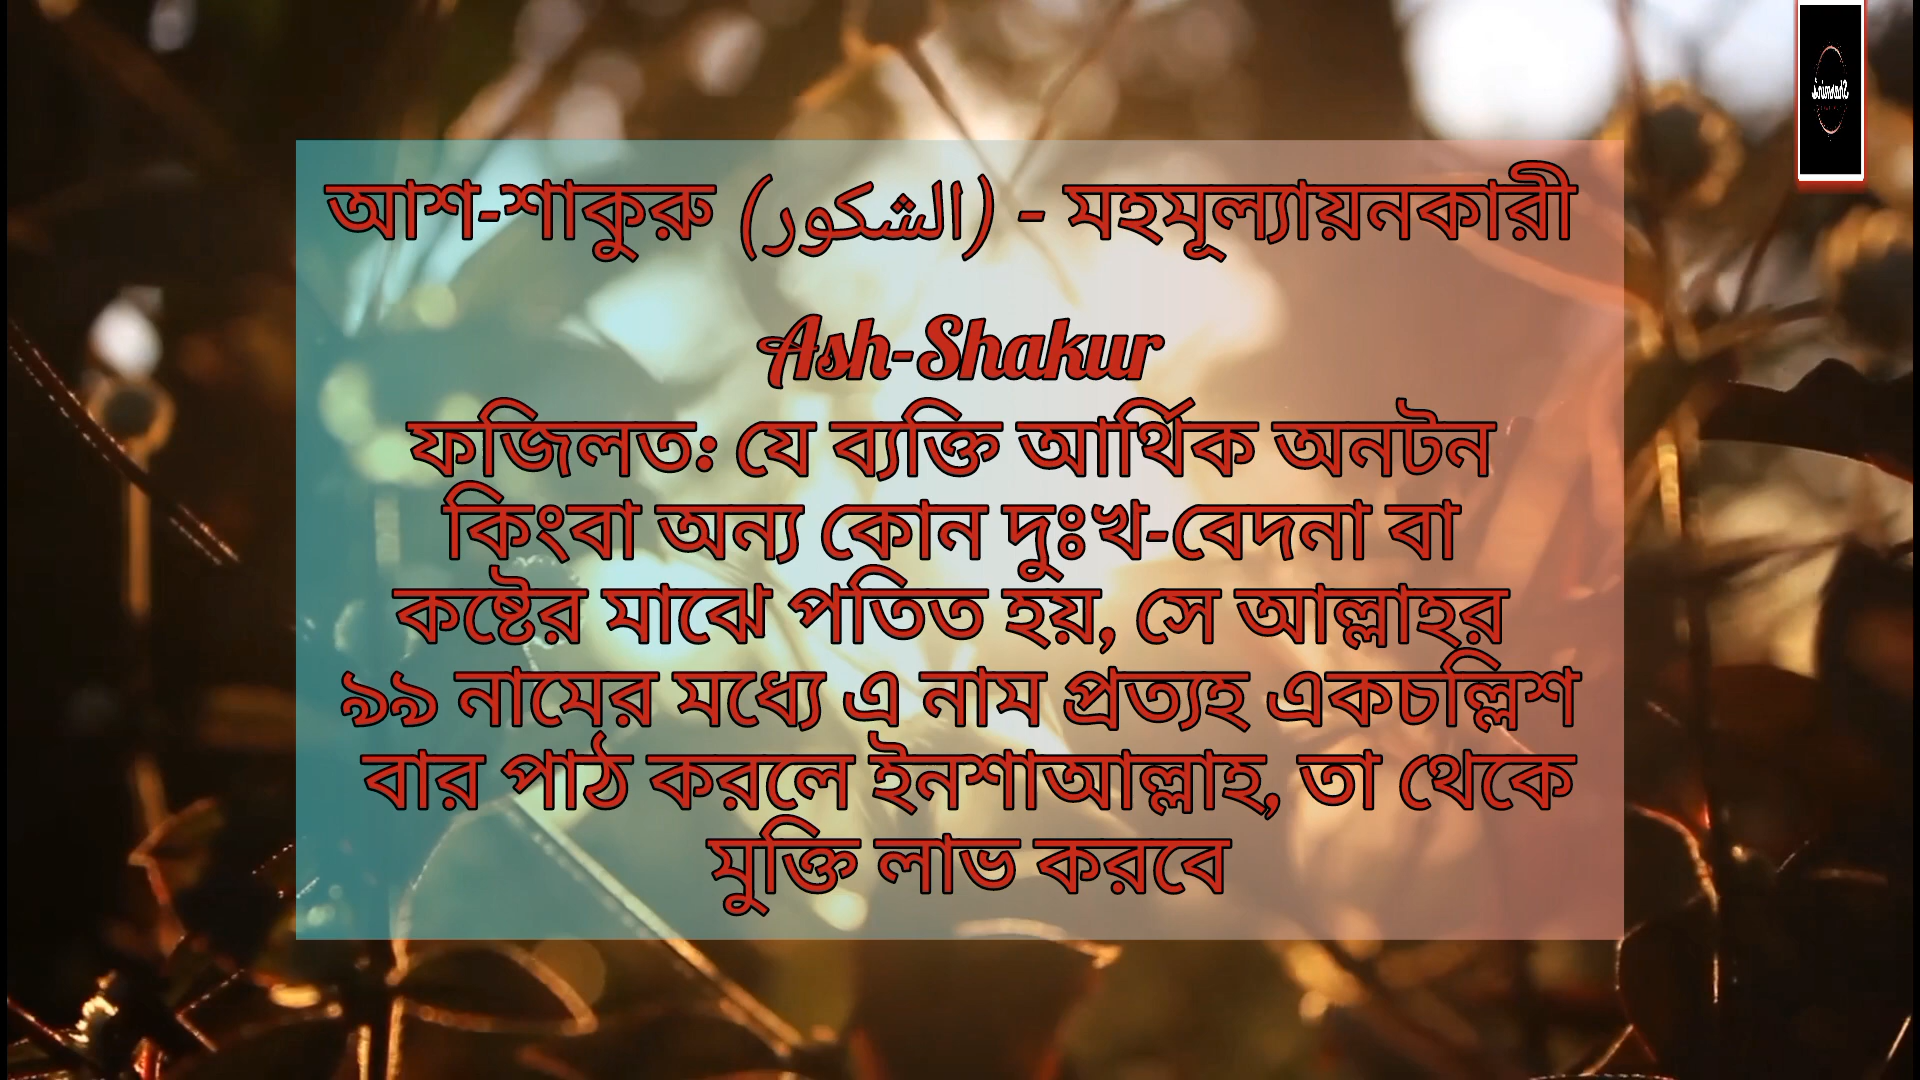 আশ-শাকুরু (الشكور) - মহমূল্যায়নকারী
Ash-Shakur
ফজিলতঃ যে ব্যক্তি আর্থিক অনটন
কিংবা অন্য কোন দুঃখ-বেদনা বা
কষ্টের মাঝে পতিত হয়, সে আল্লাহর
৯৯ নামের মধ্যে এ নাম প্রত্যহ একচল্লিশ
বার পাঠ করলে ইনশাআল্লাহ, তা থেকে
মুক্তি লাভ করবে